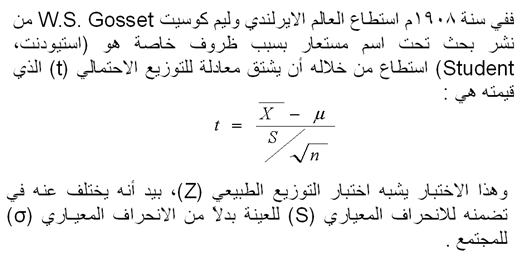 ففي سنة ١٩٠٨م استطاع العالم الايرلندي وليم كوسيت W.S. Gosset من
نشر بحث تحت اسم مستعار بسبب ظروف خاصة هو (استيودنت،
Student) استطاع من خلاله أن يشتق معادلة للتوزيع الاحتمالي (t) الذي
قيمته هي :
t = (X̅ − μ) / (S / √n)
وهذا الاختبار يشبه اختبار التوزيع الطبيعي (Z)، بيد أنه يختلف عنه في
تضمنه للانحراف المعياري (S) للعينة بدلاً من الانحراف المعياري (σ)
للمجتمع .